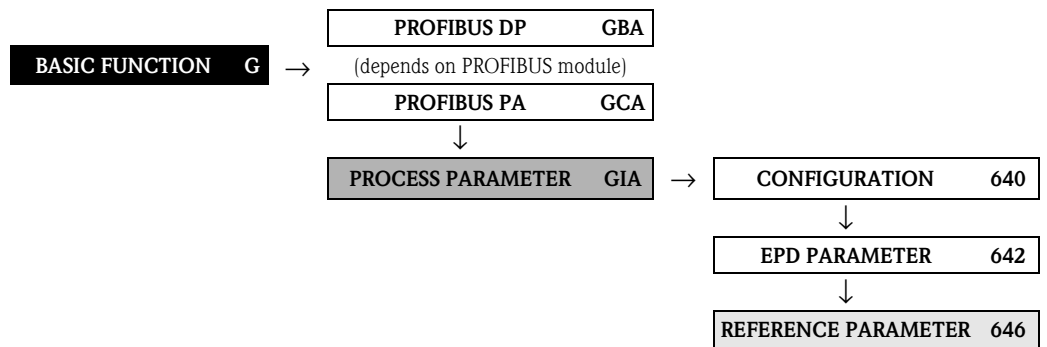 PROFIBUS DP GBA
BASIC FUNCTION G → (depends on PROFIBUS module)
PROFIBUS PA GCA
↓
PROCESS PARAMETER GIA → CONFIGURATION 640
↓
EPD PARAMETER 642
↓
REFERENCE PARAMETER 646